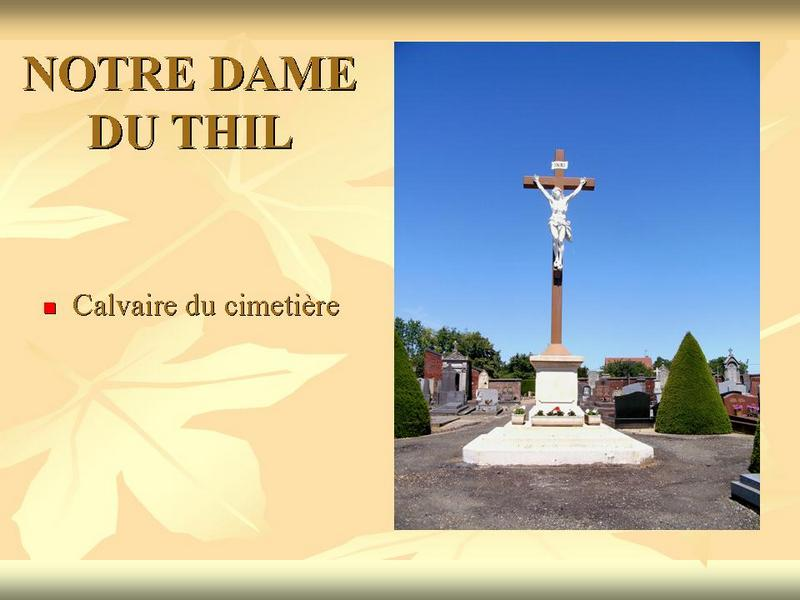 NOTRE DAME
DU THIL
Calvaire du cimetière